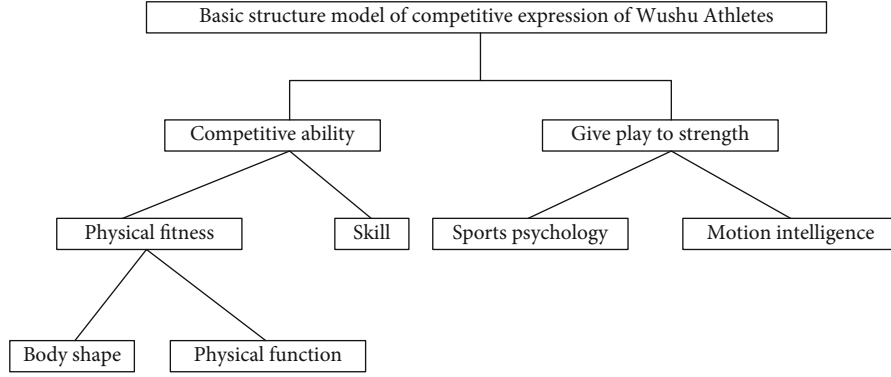 Basic structure model of competitive expression of Wushu Athletes
Competitive ability
Give play to strength
Physical fitness
Skill
Sports psychology
Motion intelligence
Body shape
Physical function